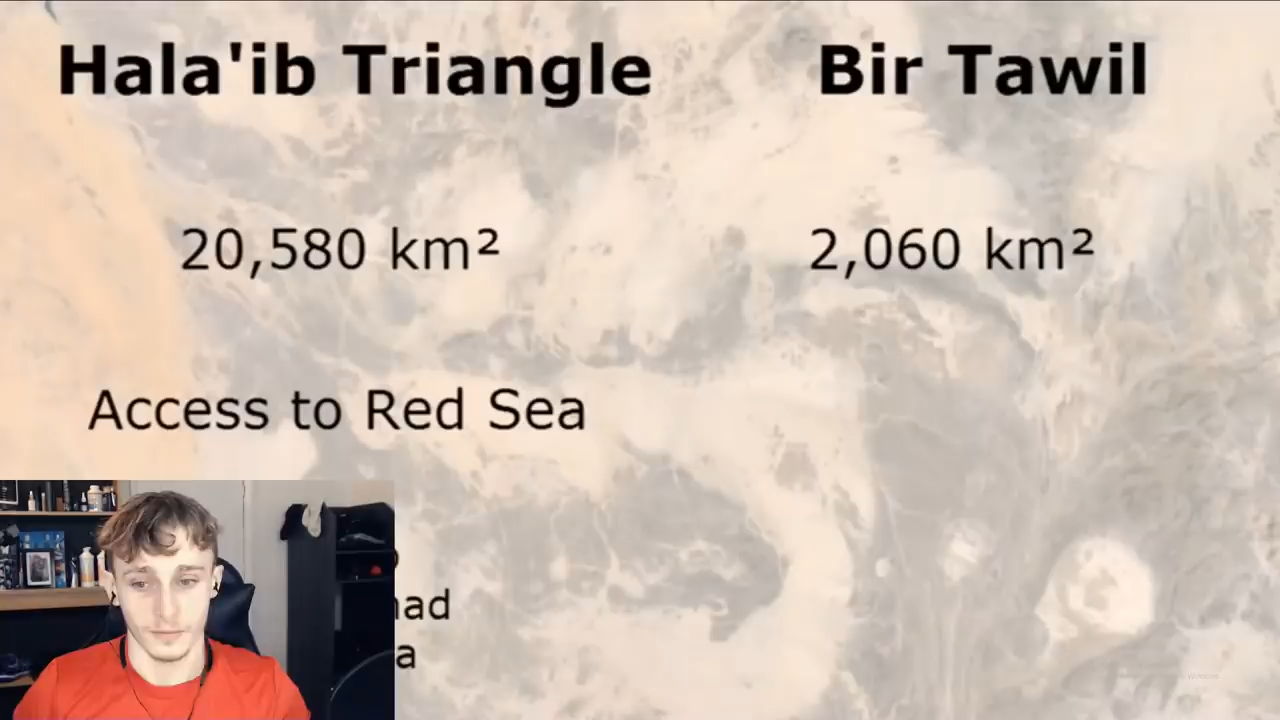 Hala'ib Triangle
Bir Tawil
20,580 km²
2,060 km²
Access to Red Sea